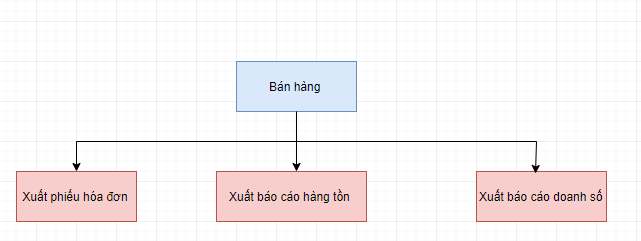 Bán hàng
Xuất phiếu hóa đơn
Xuất báo cáo hàng tồn
Xuất báo cáo doanh số